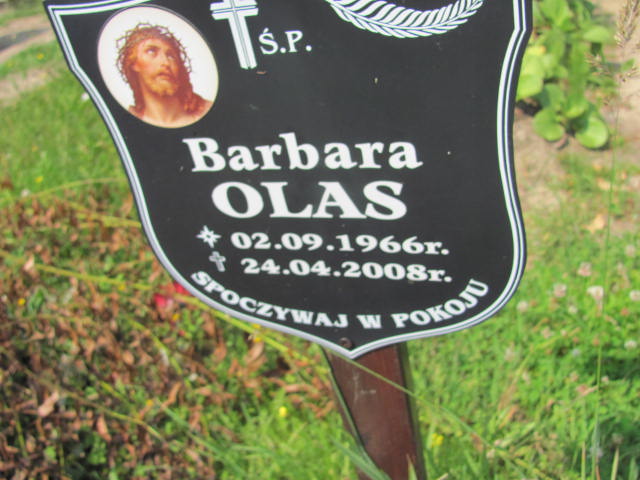 Ś.P.
Barbara
OLAS
02.09.1966r.
24.04.2008r.
SPOCZYWAJ W POKOJU